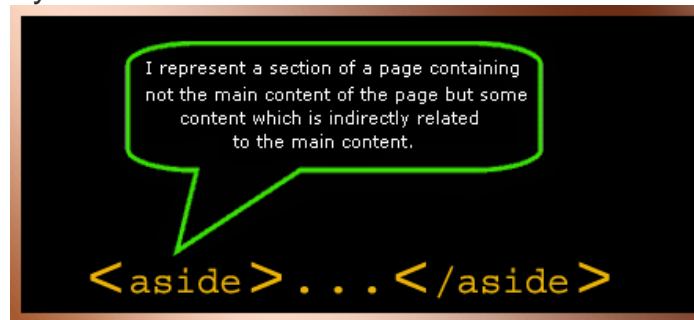 I represent a section of a page containing
not the main content of the page but some
content which is indirectly related
to the main content.
<aside>...</aside>